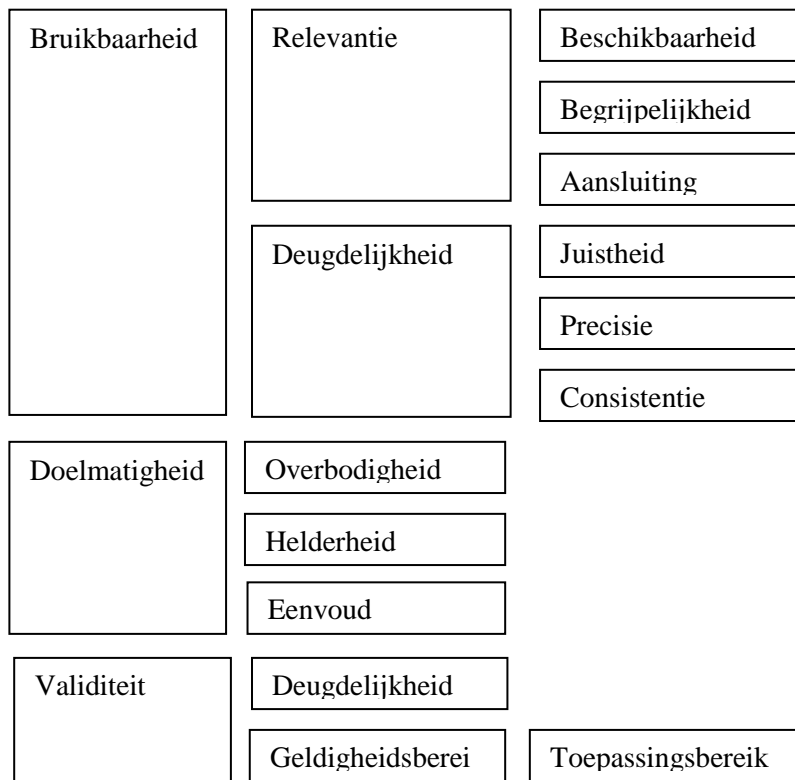 Bruikbaarheid
Relevantie
Beschikbaarheid
Begrijpelijkheid
Aansluiting
Deugdelijkheid
Juistheid
Precisie
Consistentie
Doelmatigheid
Overbodigheid
Helderheid
Eenvoud
Validiteit
Deugdelijkheid
Geldigheidsberei
Toepassingsbereik